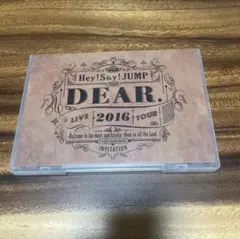 Hey! Say! JUMP
DEAR.
LIVE 2016 TOUR
Welcome to the most spectacular show in all the land.
INVITATION